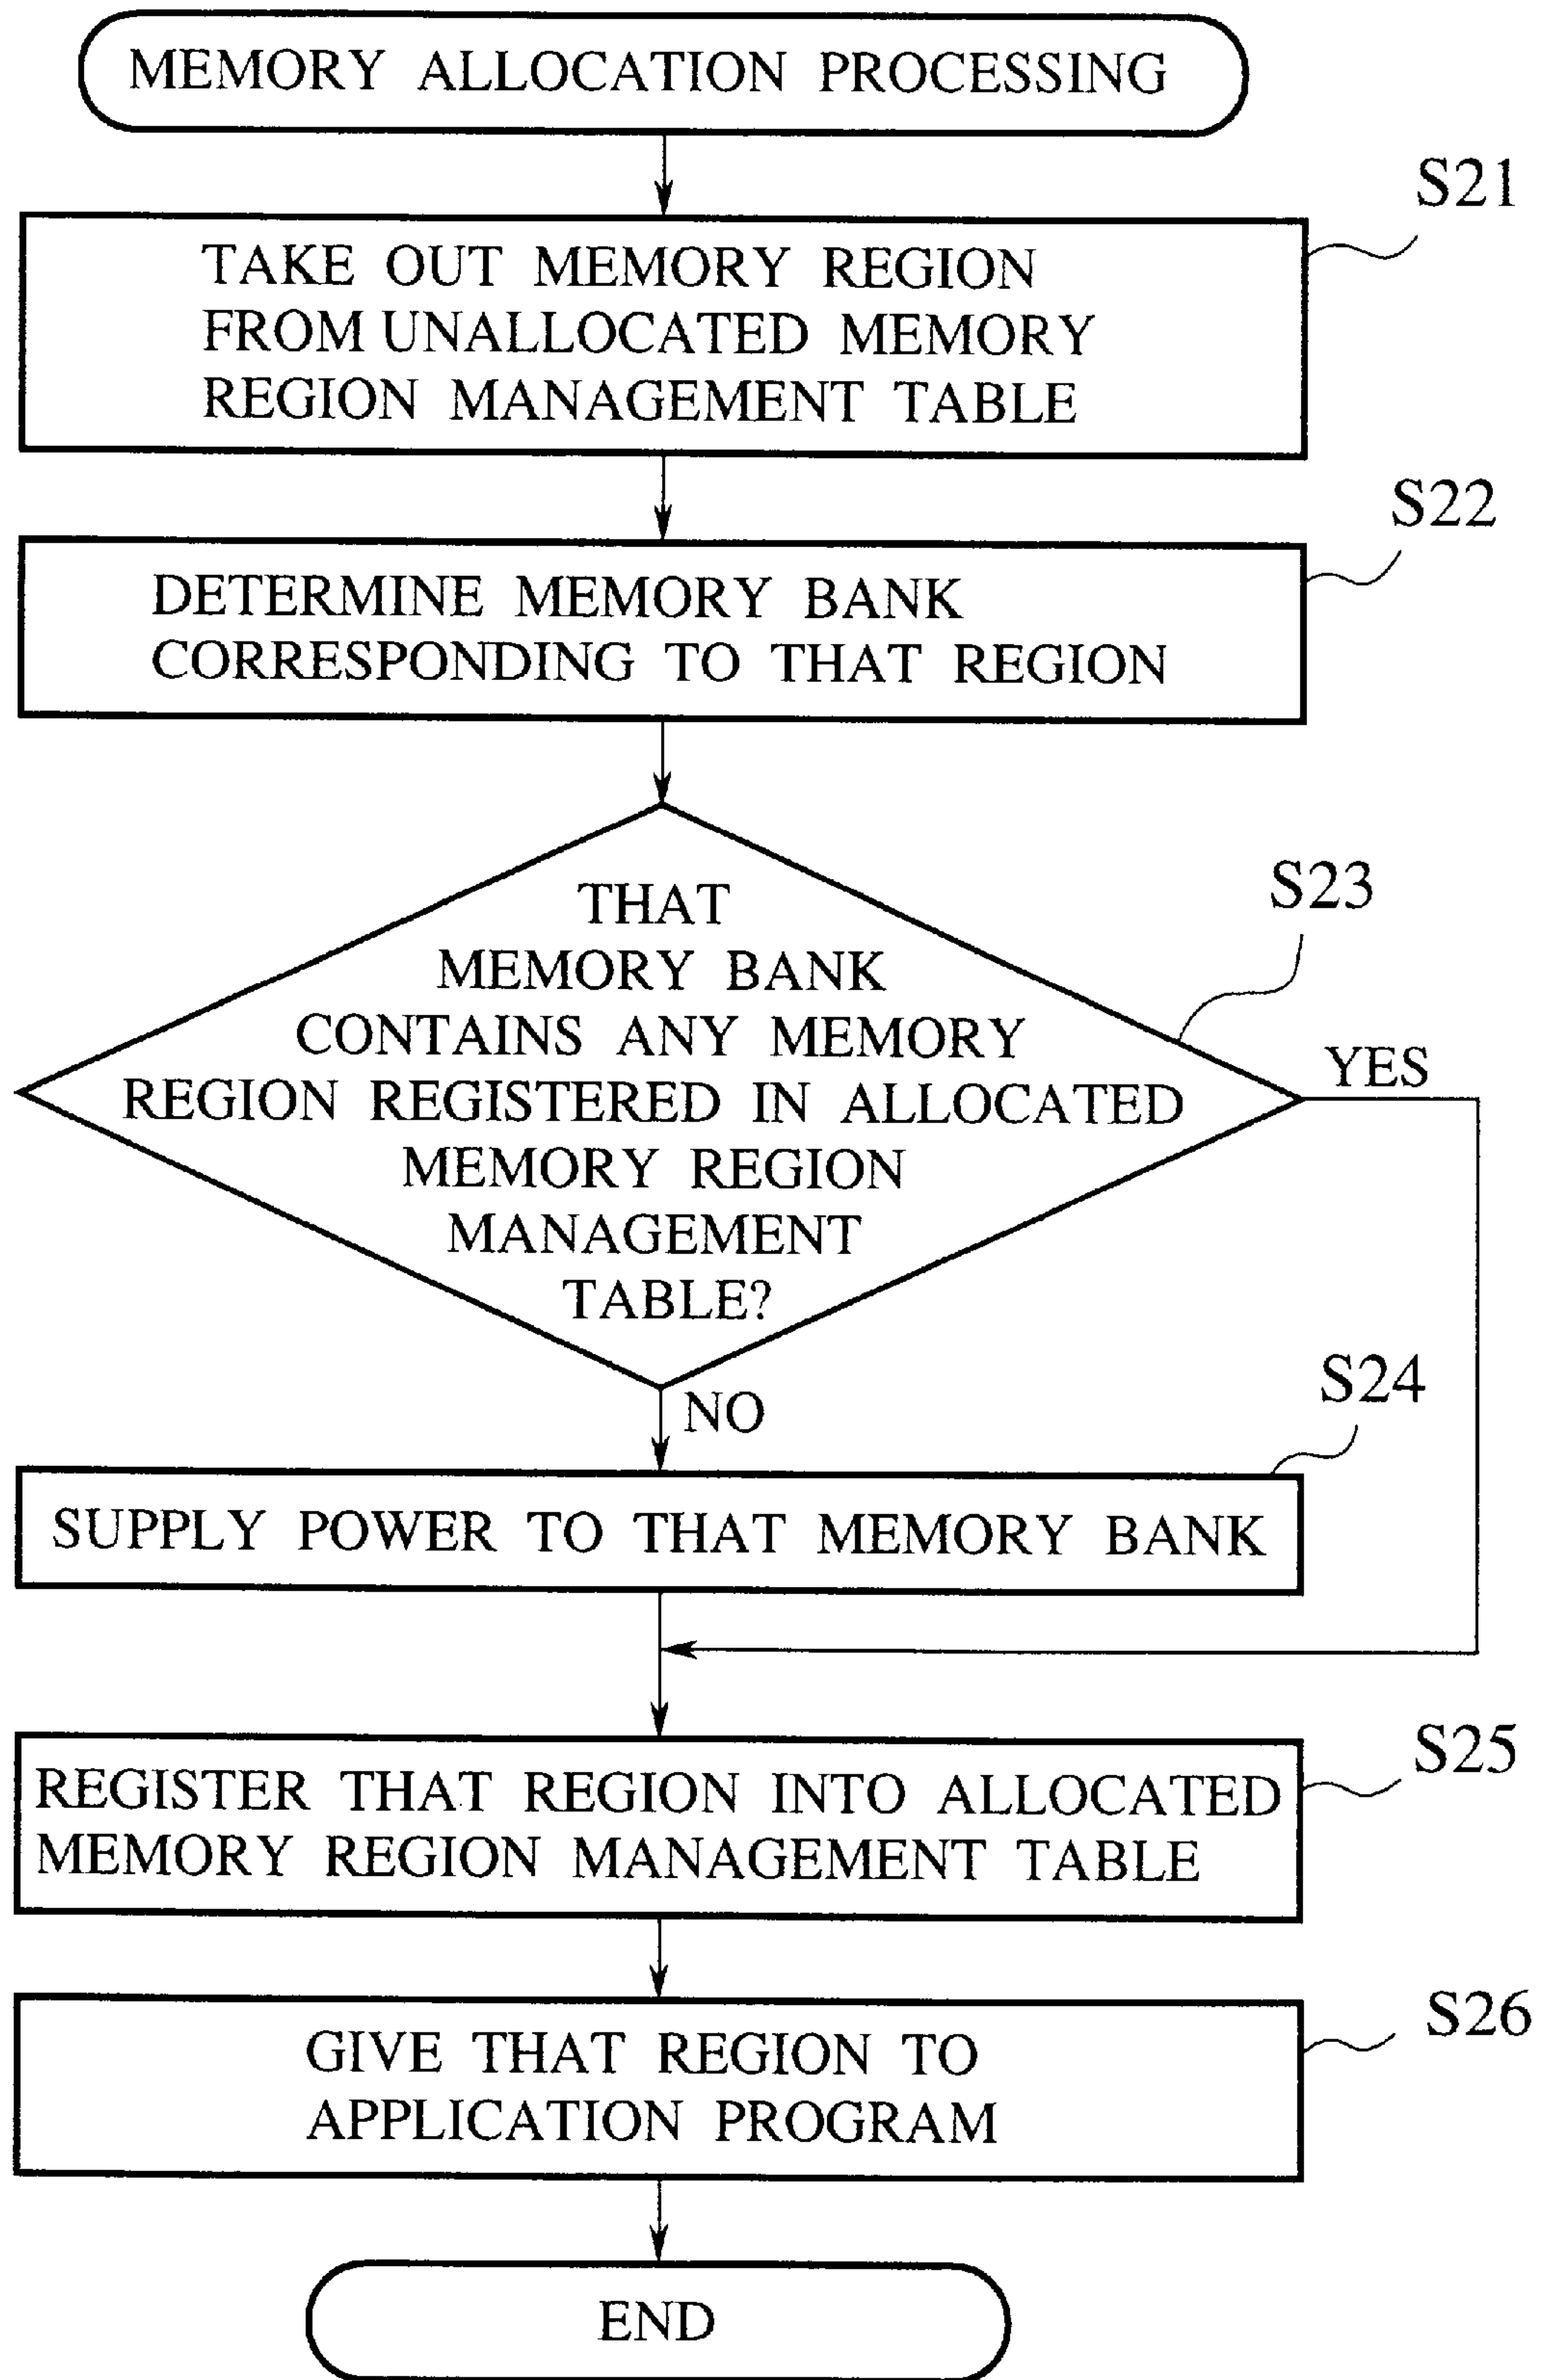 MEMORY ALLOCATION PROCESSING
S21
TAKE OUT MEMORY REGION
FROM UNALLOCATED MEMORY
REGION MANAGEMENT TABLE
S22
DETERMINE MEMORY BANK
CORRESPONDING TO THAT REGION
S23
THAT
MEMORY BANK
CONTAINS ANY MEMORY
REGION REGISTERED IN ALLOCATED
MEMORY REGION
MANAGEMENT
TABLE?
YES
NO
S24
SUPPLY POWER TO THAT MEMORY BANK
S25
REGISTER THAT REGION INTO ALLOCATED
MEMORY REGION MANAGEMENT TABLE
S26
GIVE THAT REGION TO
APPLICATION PROGRAM
END